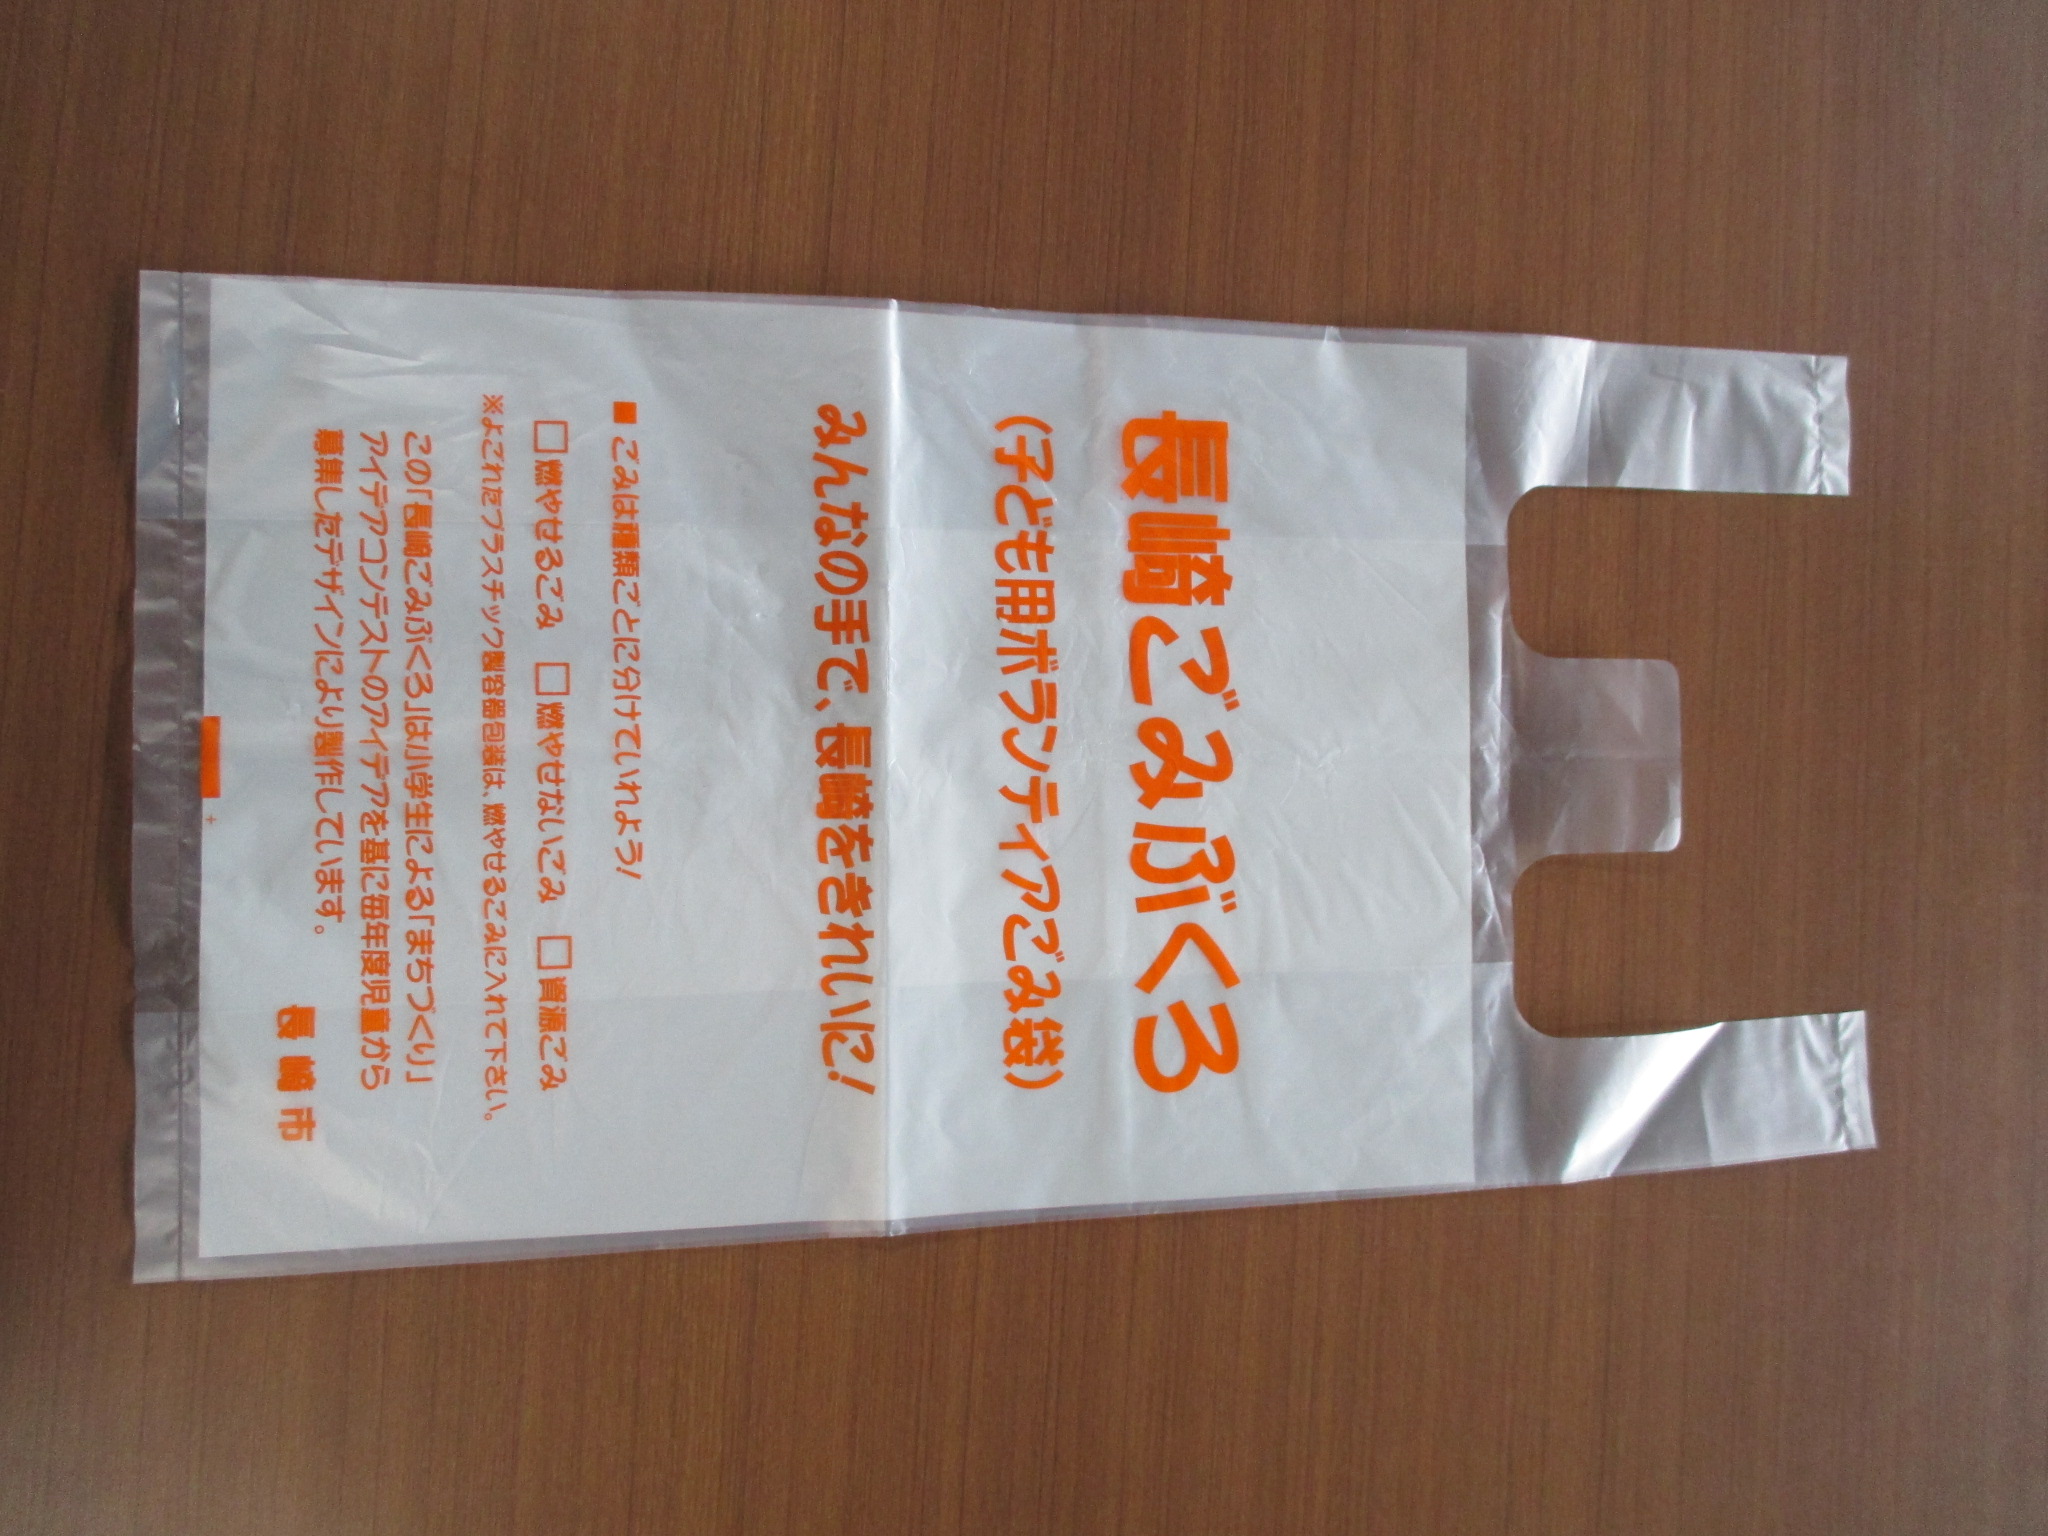 長崎ごみぶくろ
(子ども用ボランティアごみ袋)
みんなの手で、長崎をきれいに!
■ ごみは種類ごとに分けていれよう!
□燃やせるごみ □燃やせないごみ □資源ごみ
※よごれたプラスチック製容器包装は、燃やせるごみに入れて下さい。
この「長崎ごみぶくろ」は小学生による「まちづくり」
アイデアコンテストのアイデアを基に毎年度児童から
募集したデザインにより製作しています。
長崎市